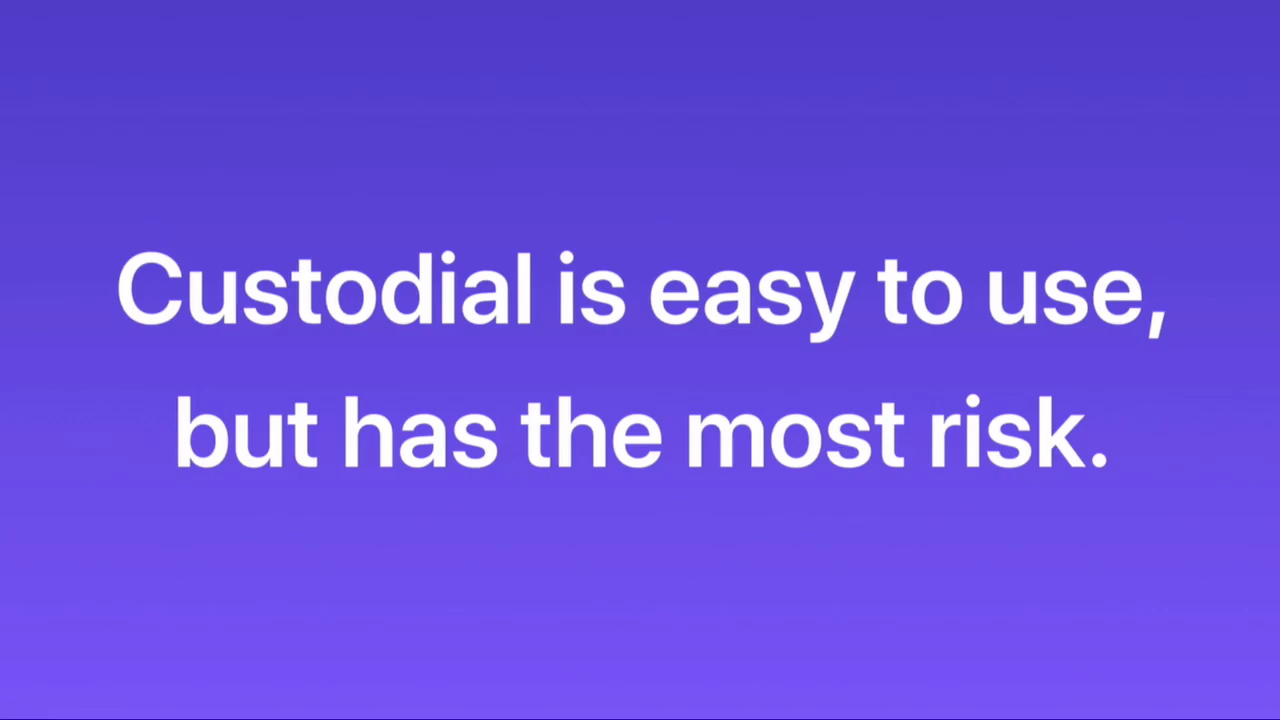 Custodial is easy to use,
but has the most risk.